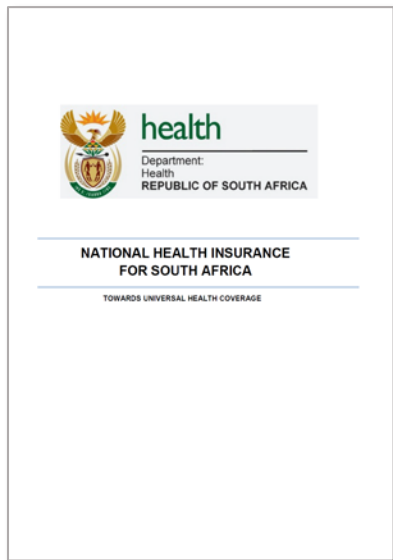 health
Department:
Health
REPUBLIC OF SOUTH AFRICA
NATIONAL HEALTH INSURANCE
FOR SOUTH AFRICA
TOWARDS UNIVERSAL HEALTH COVERAGE